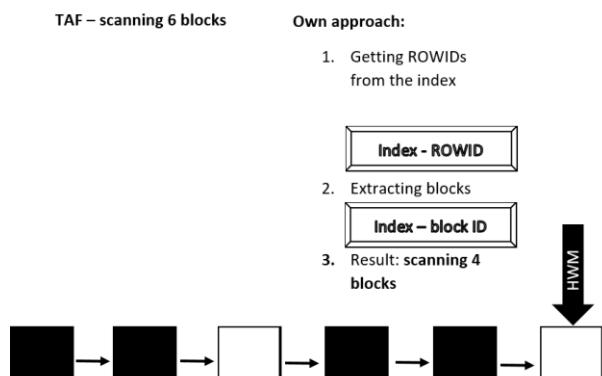 TAF – scanning 6 blocks
Own approach:
1. Getting ROWIDs
from the index
Index - ROWID
2. Extracting blocks
Index – block ID
3. Result: scanning 4
blocks
HWM